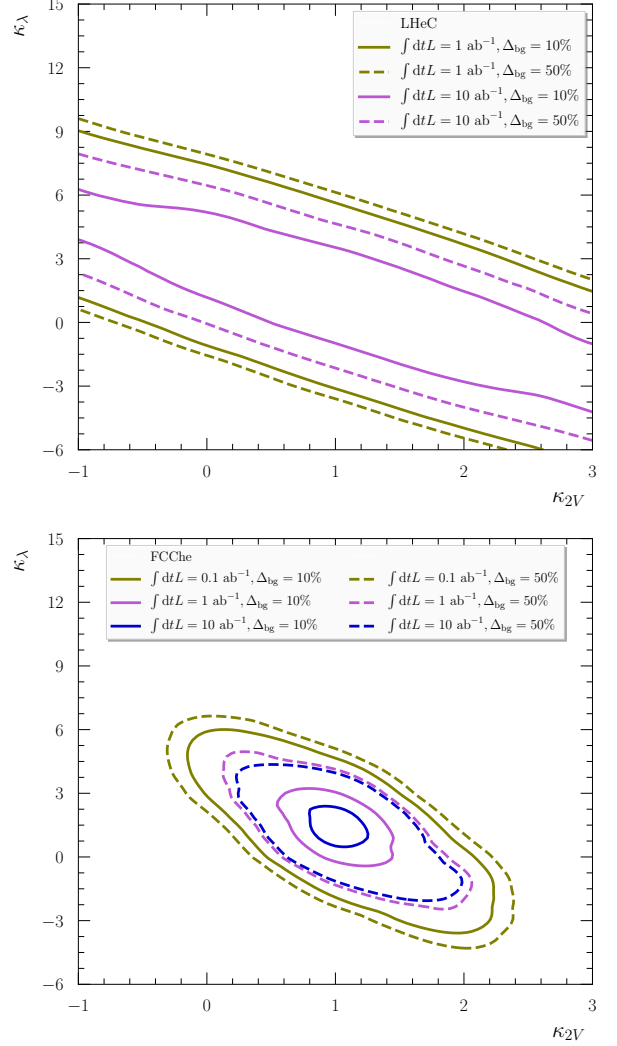 15
κλ
LHeC
∫ dtL = 1 ab⁻¹, Δbg = 10%
∫ dtL = 1 ab⁻¹, Δbg = 50%
∫ dtL = 10 ab⁻¹, Δbg = 10%
∫ dtL = 10 ab⁻¹, Δbg = 50%
12
9
6
3
0
−3
−6
−1 0 1 2 3
κ2V
15
κλ
FCChe
∫ dtL = 0.1 ab⁻¹, Δbg = 10% ∫ dtL = 0.1 ab⁻¹, Δbg = 50%
∫ dtL = 1 ab⁻¹, Δbg = 10% ∫ dtL = 1 ab⁻¹, Δbg = 50%
∫ dtL = 10 ab⁻¹, Δbg = 10% ∫ dtL = 10 ab⁻¹, Δbg = 50%
12
9
6
3
0
−3
−6
−1 0 1 2 3
κ2V